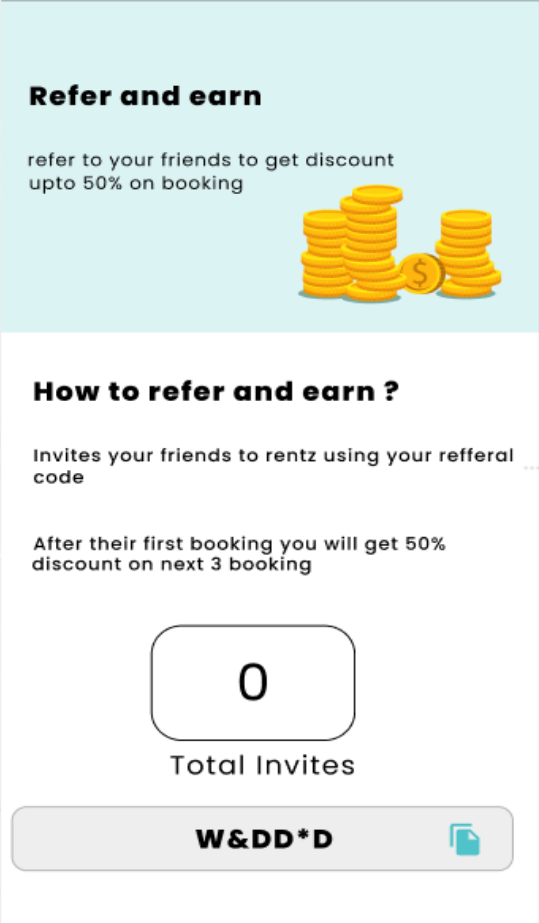 Refer and earn
refer to your friends to get discount
upto 50% on booking
$
How to refer and earn ?
Invites your friends to rentz using your refferal
code
After their first booking you will get 50%
discount on next 3 booking
0
Total Invites
W&DD*D